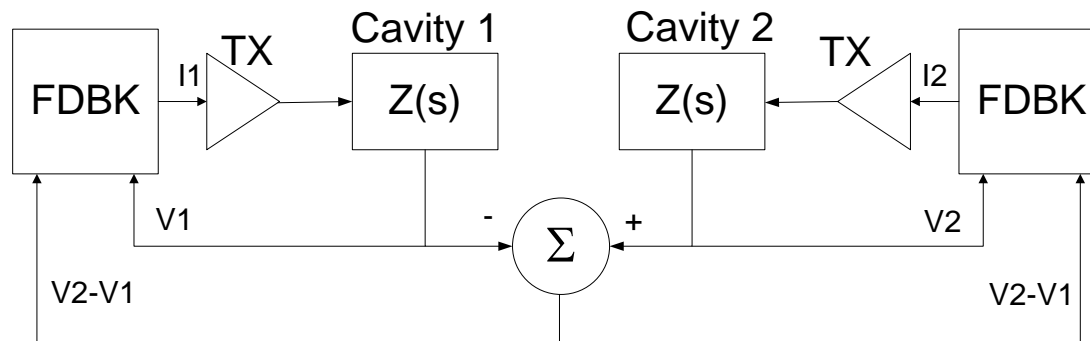 Cavity 1
Cavity 2
TX
TX
FDBK
I1
Z(s)
Z(s)
I2
FDBK
V1
-
Σ
+
V2
V2-V1
V2-V1